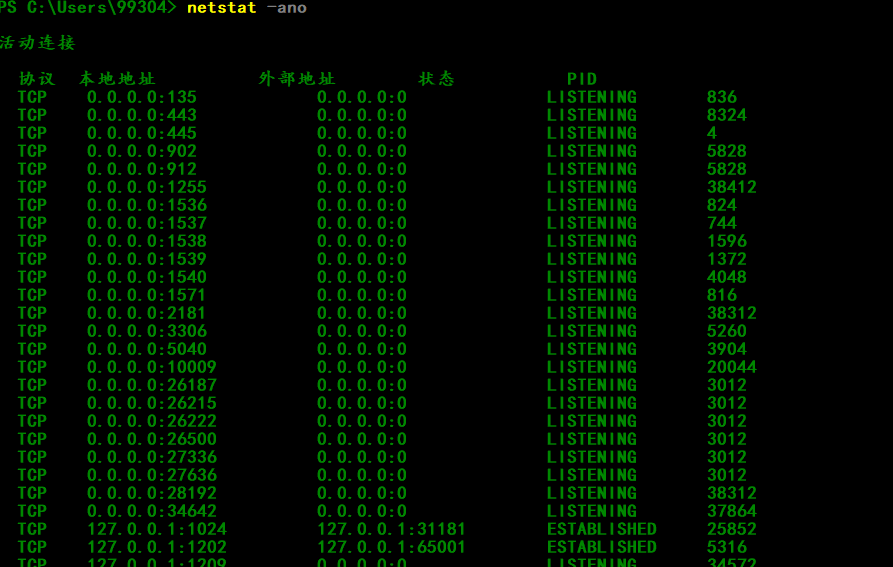 PS C:\Users\99304> netstat -ano
活动连接
协议 本地地址 外部地址 状态 PID
TCP 0.0.0.0:135 0.0.0.0:0 LISTENING 836
TCP 0.0.0.0:443 0.0.0.0:0 LISTENING 8324
TCP 0.0.0.0:445 0.0.0.0:0 LISTENING 4
TCP 0.0.0.0:902 0.0.0.0:0 LISTENING 5828
TCP 0.0.0.0:912 0.0.0.0:0 LISTENING 5828
TCP 0.0.0.0:1255 0.0.0.0:0 LISTENING 38412
TCP 0.0.0.0:1536 0.0.0.0:0 LISTENING 824
TCP 0.0.0.0:1537 0.0.0.0:0 LISTENING 744
TCP 0.0.0.0:1538 0.0.0.0:0 LISTENING 1596
TCP 0.0.0.0:1539 0.0.0.0:0 LISTENING 1372
TCP 0.0.0.0:1540 0.0.0.0:0 LISTENING 4048
TCP 0.0.0.0:1571 0.0.0.0:0 LISTENING 816
TCP 0.0.0.0:2181 0.0.0.0:0 LISTENING 38312
TCP 0.0.0.0:3306 0.0.0.0:0 LISTENING 5260
TCP 0.0.0.0:5040 0.0.0.0:0 LISTENING 3904
TCP 0.0.0.0:10009 0.0.0.0:0 LISTENING 20044
TCP 0.0.0.0:26187 0.0.0.0:0 LISTENING 3012
TCP 0.0.0.0:26215 0.0.0.0:0 LISTENING 3012
TCP 0.0.0.0:26222 0.0.0.0:0 LISTENING 3012
TCP 0.0.0.0:26500 0.0.0.0:0 LISTENING 3012
TCP 0.0.0.0:27336 0.0.0.0:0 LISTENING 3012
TCP 0.0.0.0:27636 0.0.0.0:0 LISTENING 3012
TCP 0.0.0.0:28192 0.0.0.0:0 LISTENING 38312
TCP 0.0.0.0:34642 0.0.0.0:0 LISTENING 37864
TCP 127.0.0.1:1024 127.0.0.1:31181 ESTABLISHED 25852
TCP 127.0.0.1:1202 127.0.0.1:65001 ESTABLISHED 5316
TCP 127.0.0.1:1209 0.0.0.0:0 LISTENING 34572